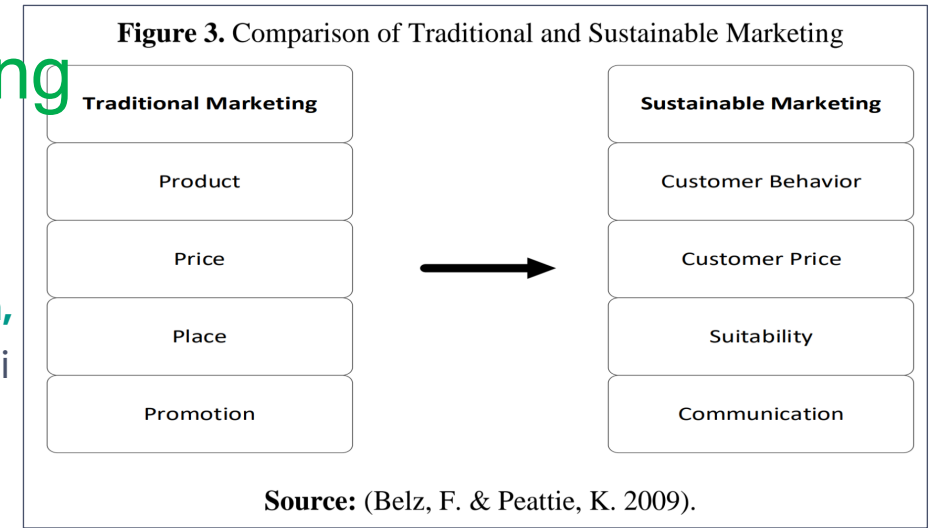 Figure 3. Comparison of Traditional and Sustainable Marketing
ng
Traditional Marketing
Sustainable Marketing
Product
Customer Behavior
Price
Customer Price
Place
Suitability
Promotion
Communication
Source: (Belz, F. & Peattie, K. 2009).